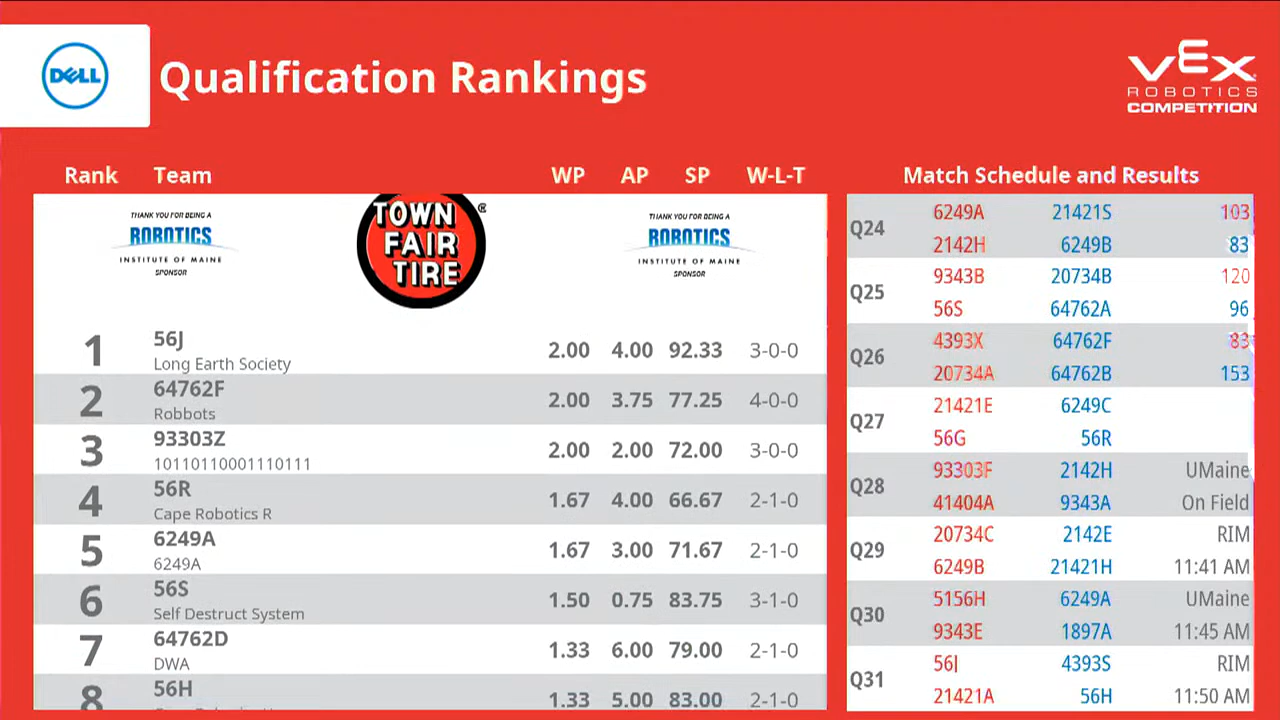 DELL
Qualification Rankings
VEX
ROBOTICS
COMPETITION
Rank Team WP AP SP W-L-T
THANK YOU FOR BEING A
ROBOTICS
INSTITUTE OF MAINE
SPONSOR
TOWN
FAIR
TIRE
THANK YOU FOR BEING A
ROBOTICS
INSTITUTE OF MAINE
SPONSOR
1 56J 2.00 4.00 92.33 3-0-0
Long Earth Society
2 64762F 2.00 3.75 77.25 4-0-0
Robbots
3 93303Z 2.00 2.00 72.00 3-0-0
10110110001110111
4 56R 1.67 4.00 66.67 2-1-0
Cape Robotics R
5 6249A 1.67 3.00 71.67 2-1-0
6249A
6 56S 1.50 0.75 83.75 3-1-0
Self Destruct System
7 64762D 1.33 6.00 79.00 2-1-0
DWA
8 56H 1.33 5.00 83.00 2-1-0
Match Schedule and Results
Q24 6249A 21421S 103
2142H 6249B 83
Q25 9343B 20734B 120
56S 64762A 96
Q26 4393X 64762F 83
20734A 64762B 153
Q27 21421E 6249C
56G 56R
Q28 93303F 2142H UMaine
41404A 9343A On Field
Q29 20734C 2142E RIM
6249B 21421H 11:41 AM
Q30 5156H 6249A UMaine
9343E 1897A 11:45 AM
Q31 56J 4393S RIM
21421A 56H 11:50 AM